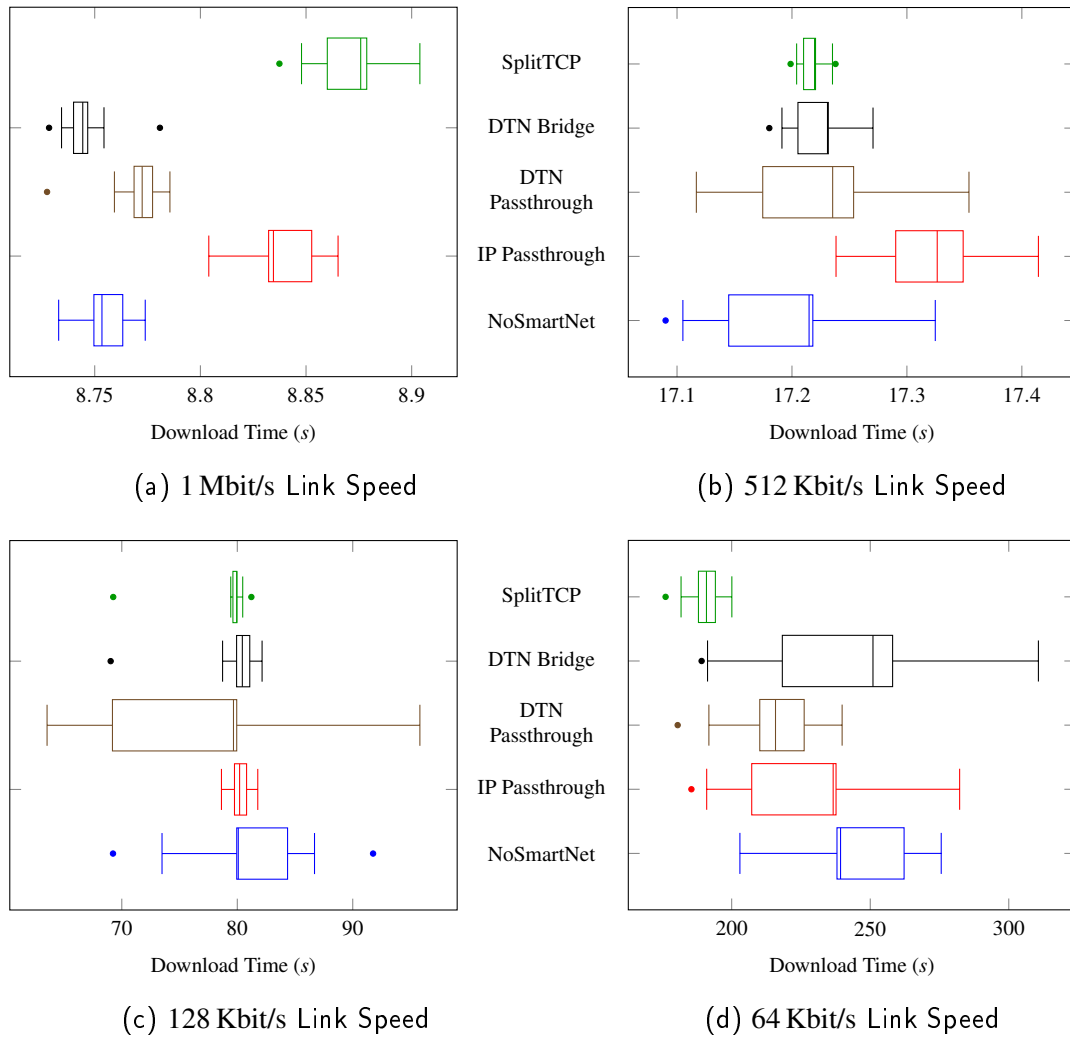 SplitTCP
DTN Bridge
DTN
Passthrough
IP Passthrough
NoSmartNet
8.75 8.8 8.85 8.9
Download Time (s)
(a) 1 Mbit/s Link Speed
17.1 17.2 17.3 17.4
Download Time (s)
(b) 512 Kbit/s Link Speed
SplitTCP
DTN Bridge
DTN
Passthrough
IP Passthrough
NoSmartNet
70 80 90
Download Time (s)
(c) 128 Kbit/s Link Speed
200 250 300
Download Time (s)
(d) 64 Kbit/s Link Speed